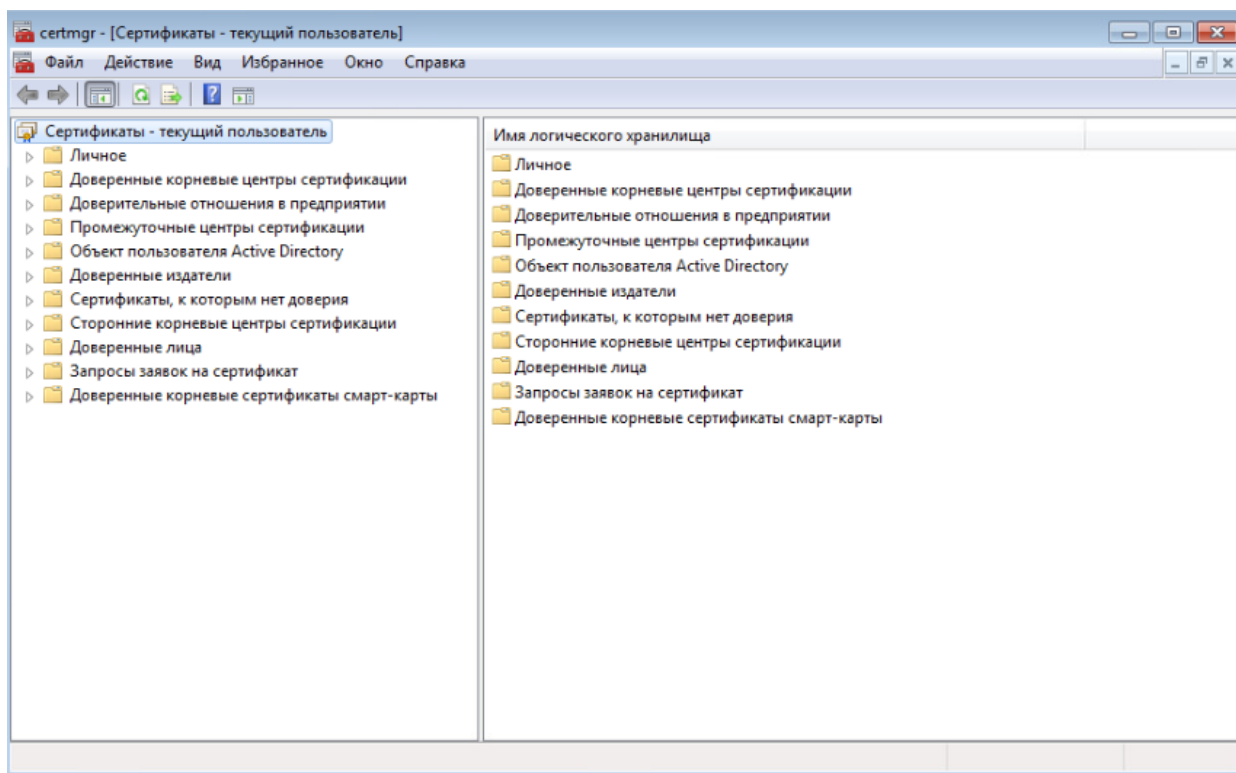 certmgr - [Сертификаты - текущий пользователь]
Файл Действие Вид Избранное Окно Справка
Сертификаты - текущий пользователь
Личное
Доверенные корневые центры сертификации
Доверительные отношения в предприятии
Промежуточные центры сертификации
Объект пользователя Active Directory
Доверенные издатели
Сертификаты, к которым нет доверия
Сторонние корневые центры сертификации
Доверенные лица
Запросы заявок на сертификат
Доверенные корневые сертификаты смарт-карты
Имя логического хранилища
Личное
Доверенные корневые центры сертификации
Доверительные отношения в предприятии
Промежуточные центры сертификации
Объект пользователя Active Directory
Доверенные издатели
Сертификаты, к которым нет доверия
Сторонние корневые центры сертификации
Доверенные лица
Запросы заявок на сертификат
Доверенные корневые сертификаты смарт-карты